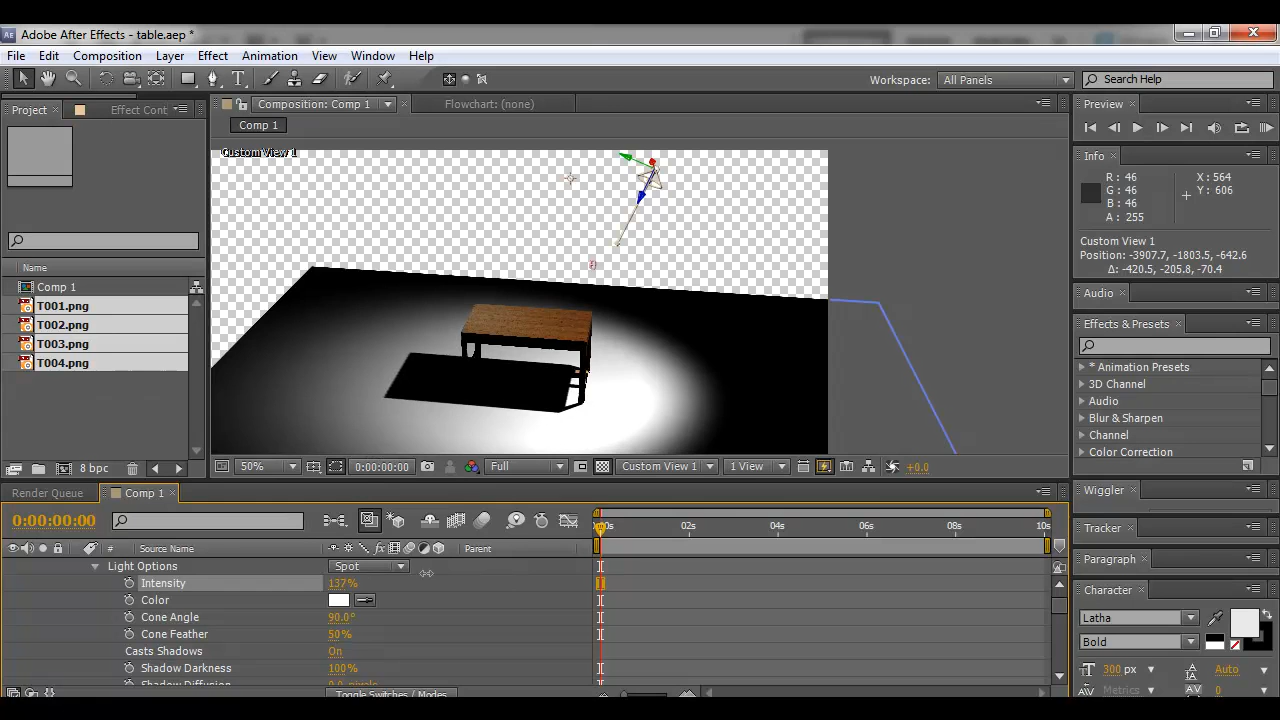 Adobe After Effects - table.aep *
File Edit Composition Layer Effect Animation View Window Help
Workspace: All Panels Search Help
Project Effect Cont Composition: Comp 1 Flowchart: (none) Preview
Comp 1
Custom View 1
Info
R: 46 X: 564
G: 46 Y: 606
B: 46
A: 255
Custom View 1
Position: -3907.7, -1803.5, -642.6
Δ: -420.5, -205.8, -70.4
Name
Comp 1
T001.png
T002.png
T003.png
T004.png
Audio
Effects & Presets
* Animation Presets
3D Channel
Audio
Blur & Sharpen
Channel
Color Correction
8 bpc 50% 0:00:00:00 Full Custom View 1 1 View +0.0
Render Queue Comp 1 Wiggler
0:00:00:00 02s 04s 06s 08s 10s
Tracker
# Source Name Parent
Paragraph
Light Options Spot
Intensity 137%
Color
Cone Angle 90.0°
Cone Feather 50%
Casts Shadows On
Shadow Darkness 100%
Toggle Switches / Modes
Character
Latha
Bold
300 px Auto
Metrics 0